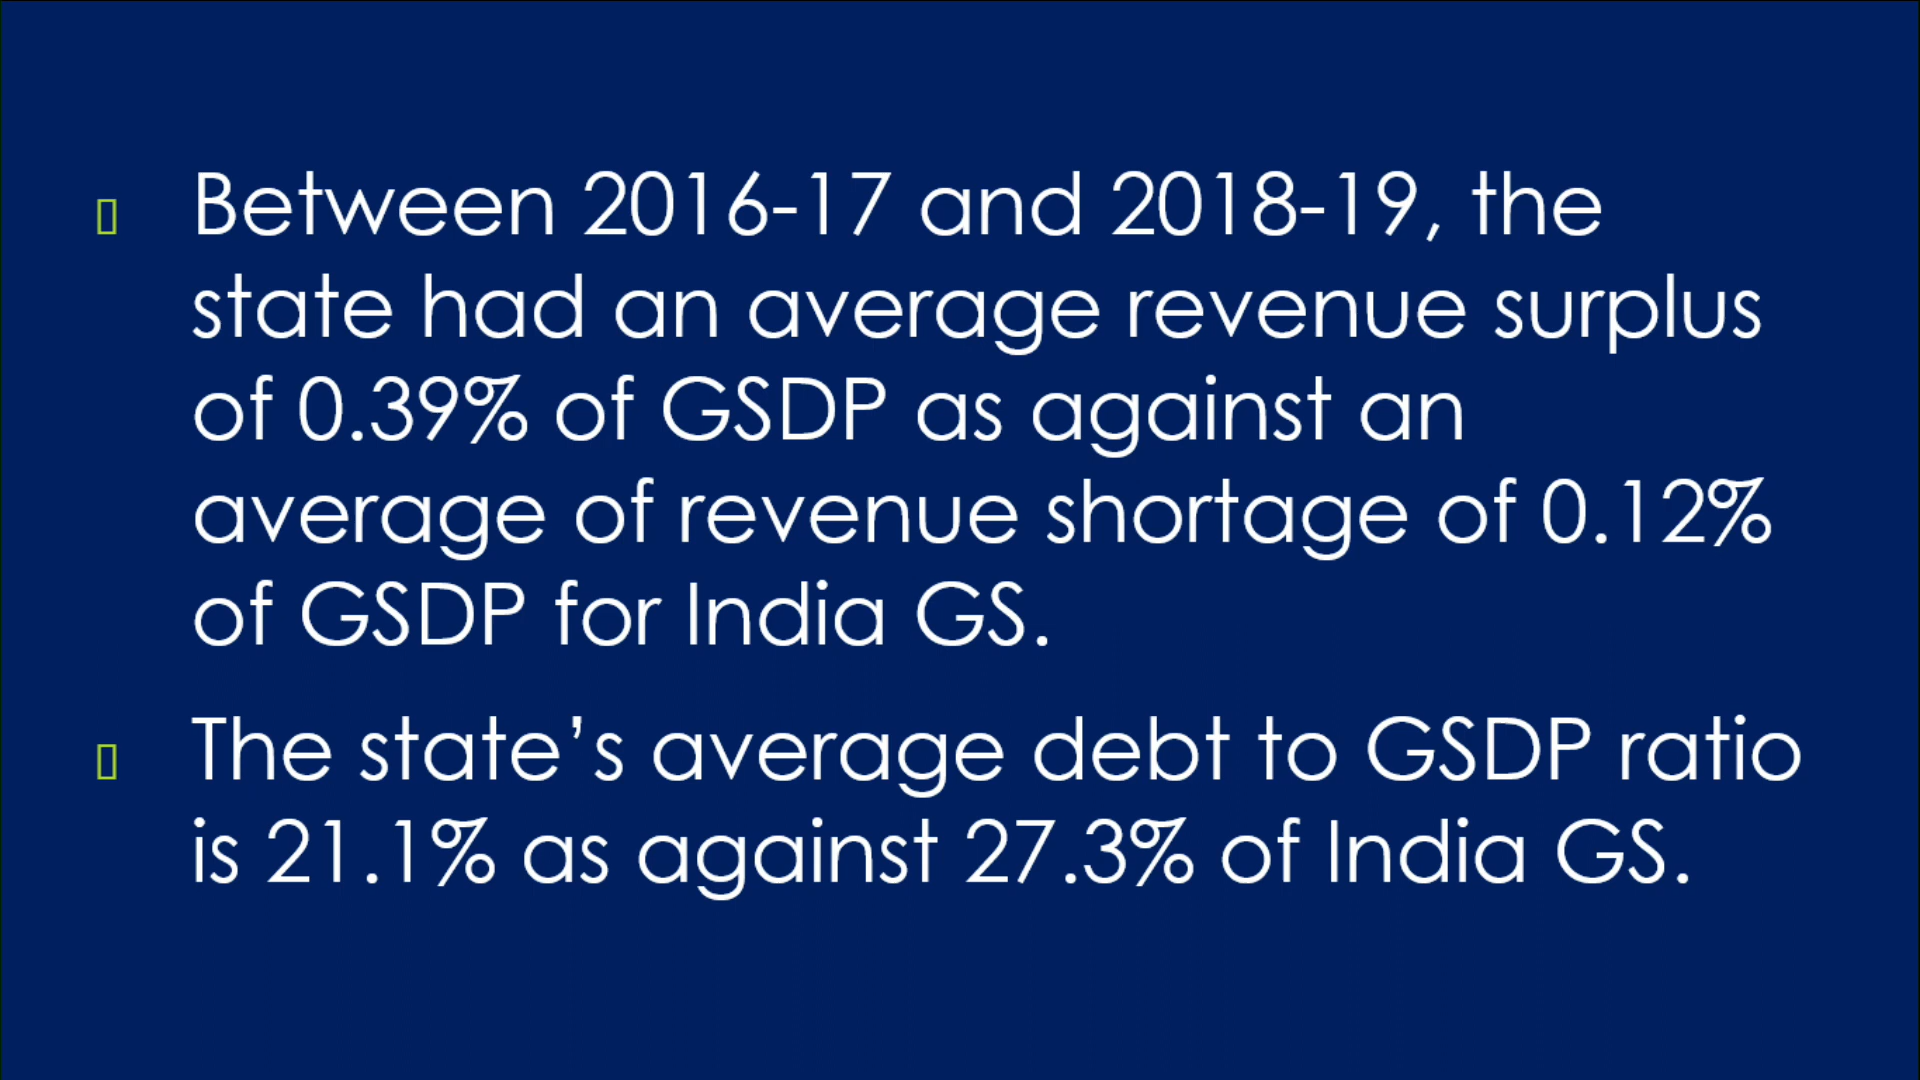 Between 2016-17 and 2018-19, the
state had an average revenue surplus
of 0.39% of GSDP as against an
average of revenue shortage of 0.12%
of GSDP for India GS.
The state’s average debt to GSDP ratio
is 21.1% as against 27.3% of India GS.